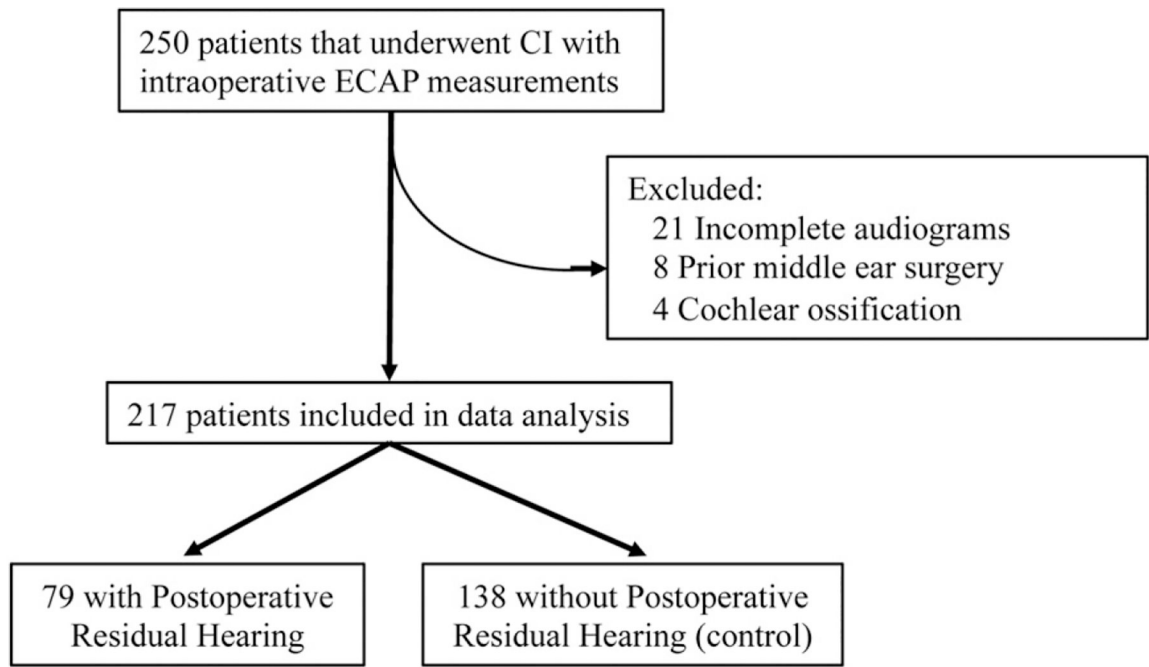 250 patients that underwent CI with
intraoperative ECAP measurements
Excluded:
21 Incomplete audiograms
8 Prior middle ear surgery
4 Cochlear ossification
217 patients included in data analysis
79 with Postoperative
Residual Hearing
138 without Postoperative
Residual Hearing (control)